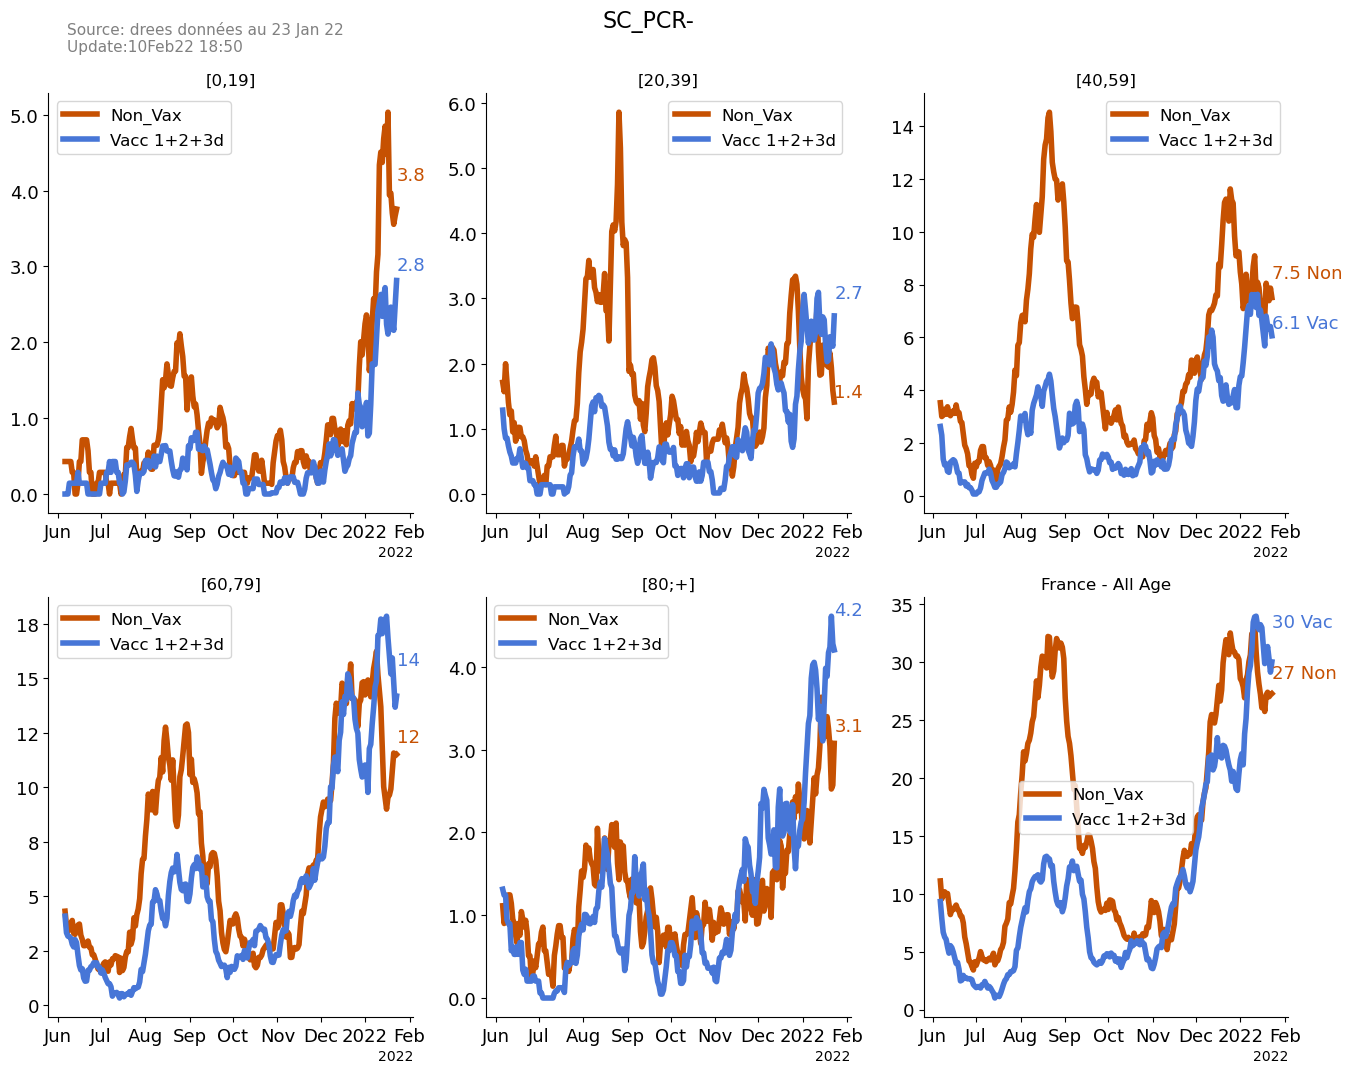 SC_PCR-
Source: drees données au 23 Jan 22
Update:10Feb22 18:50
[0,19]
Non_Vax
Vacc 1+2+3d
5.0
4.0
3.0
2.0
1.0
0.0
3.8
2.8
Jun Jul Aug Sep Oct Nov Dec 2022 Feb
2022
[20,39]
Non_Vax
Vacc 1+2+3d
6.0
5.0
4.0
3.0
2.0
1.0
0.0
2.7
1.4
Jun Jul Aug Sep Oct Nov Dec 2022 Feb
2022
[40,59]
Non_Vax
Vacc 1+2+3d
14
12
10
8
6
4
2
0
7.5 Non
6.1 Vac
Jun Jul Aug Sep Oct Nov Dec 2022 Feb
2022
[60,79]
Non_Vax
Vacc 1+2+3d
18
15
12
10
8
5
2
0
14
12
Jun Jul Aug Sep Oct Nov Dec 2022 Feb
2022
[80;+]
Non_Vax
Vacc 1+2+3d
4.0
3.0
2.0
1.0
0.0
4.2
3.1
Jun Jul Aug Sep Oct Nov Dec 2022 Feb
2022
France - All Age
35
30
25
20
15
10
5
0
30 Vac
27 Non
Non_Vax
Vacc 1+2+3d
Jun Jul Aug Sep Oct Nov Dec 2022 Feb
2022